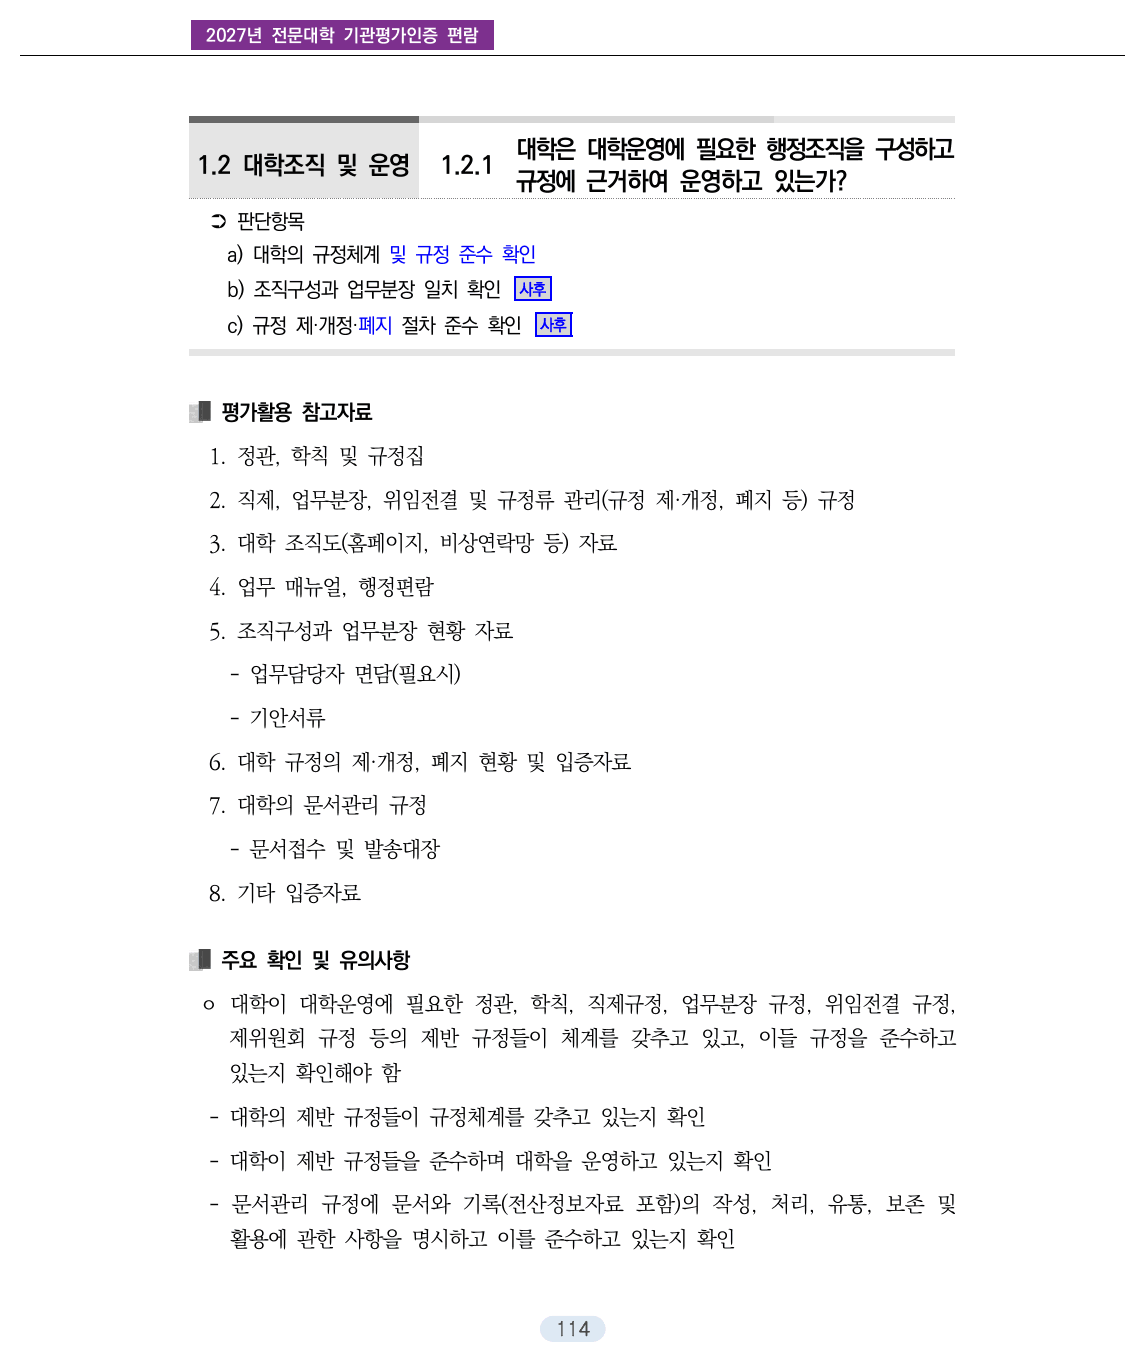 2027년 전문대학 기관평가인증 편람
1.2 대학조직 및 운영
1.2.1
대학은 대학운영에 필요한 행정조직을 구성하고
규정에 근거하여 운영하고 있는가?
➲ 판단항목
a) 대학의 규정체계 및 규정 준수 확인
b) 조직구성과 업무분장 일치 확인 사후
c) 규정 제·개정·폐지 절차 준수 확인 사후
평가활용 참고자료
1. 정관, 학칙 및 규정집
2. 직제, 업무분장, 위임전결 및 규정류 관리(규정 제·개정, 폐지 등) 규정
3. 대학 조직도(홈페이지, 비상연락망 등) 자료
4. 업무 매뉴얼, 행정편람
5. 조직구성과 업무분장 현황 자료
- 업무담당자 면담(필요시)
- 기안서류
6. 대학 규정의 제·개정, 폐지 현황 및 입증자료
7. 대학의 문서관리 규정
- 문서접수 및 발송대장
8. 기타 입증자료
주요 확인 및 유의사항
ㅇ 대학이 대학운영에 필요한 정관, 학칙, 직제규정, 업무분장 규정, 위임전결 규정,
제위원회 규정 등의 제반 규정들이 체계를 갖추고 있고, 이들 규정을 준수하고
있는지 확인해야 함
- 대학의 제반 규정들이 규정체계를 갖추고 있는지 확인
- 대학이 제반 규정들을 준수하며 대학을 운영하고 있는지 확인
- 문서관리 규정에 문서와 기록(전산정보자료 포함)의 작성, 처리, 유통, 보존 및
활용에 관한 사항을 명시하고 이를 준수하고 있는지 확인
114